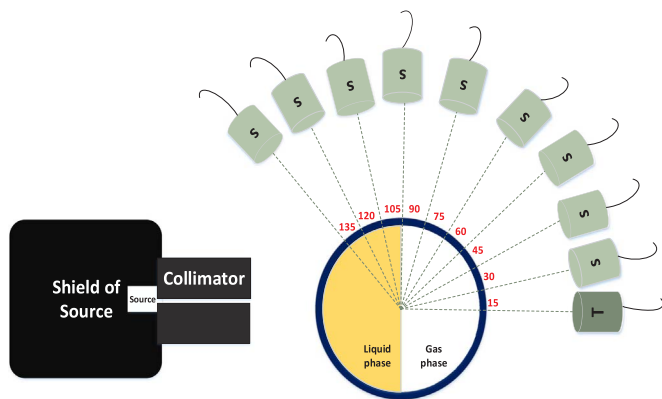 S
S
S
S
S
S
S
S
S
T
135
120
105
90
75
60
45
30
15
Shield of
Source
Source
Collimator
Liquid
phase
Gas
phase